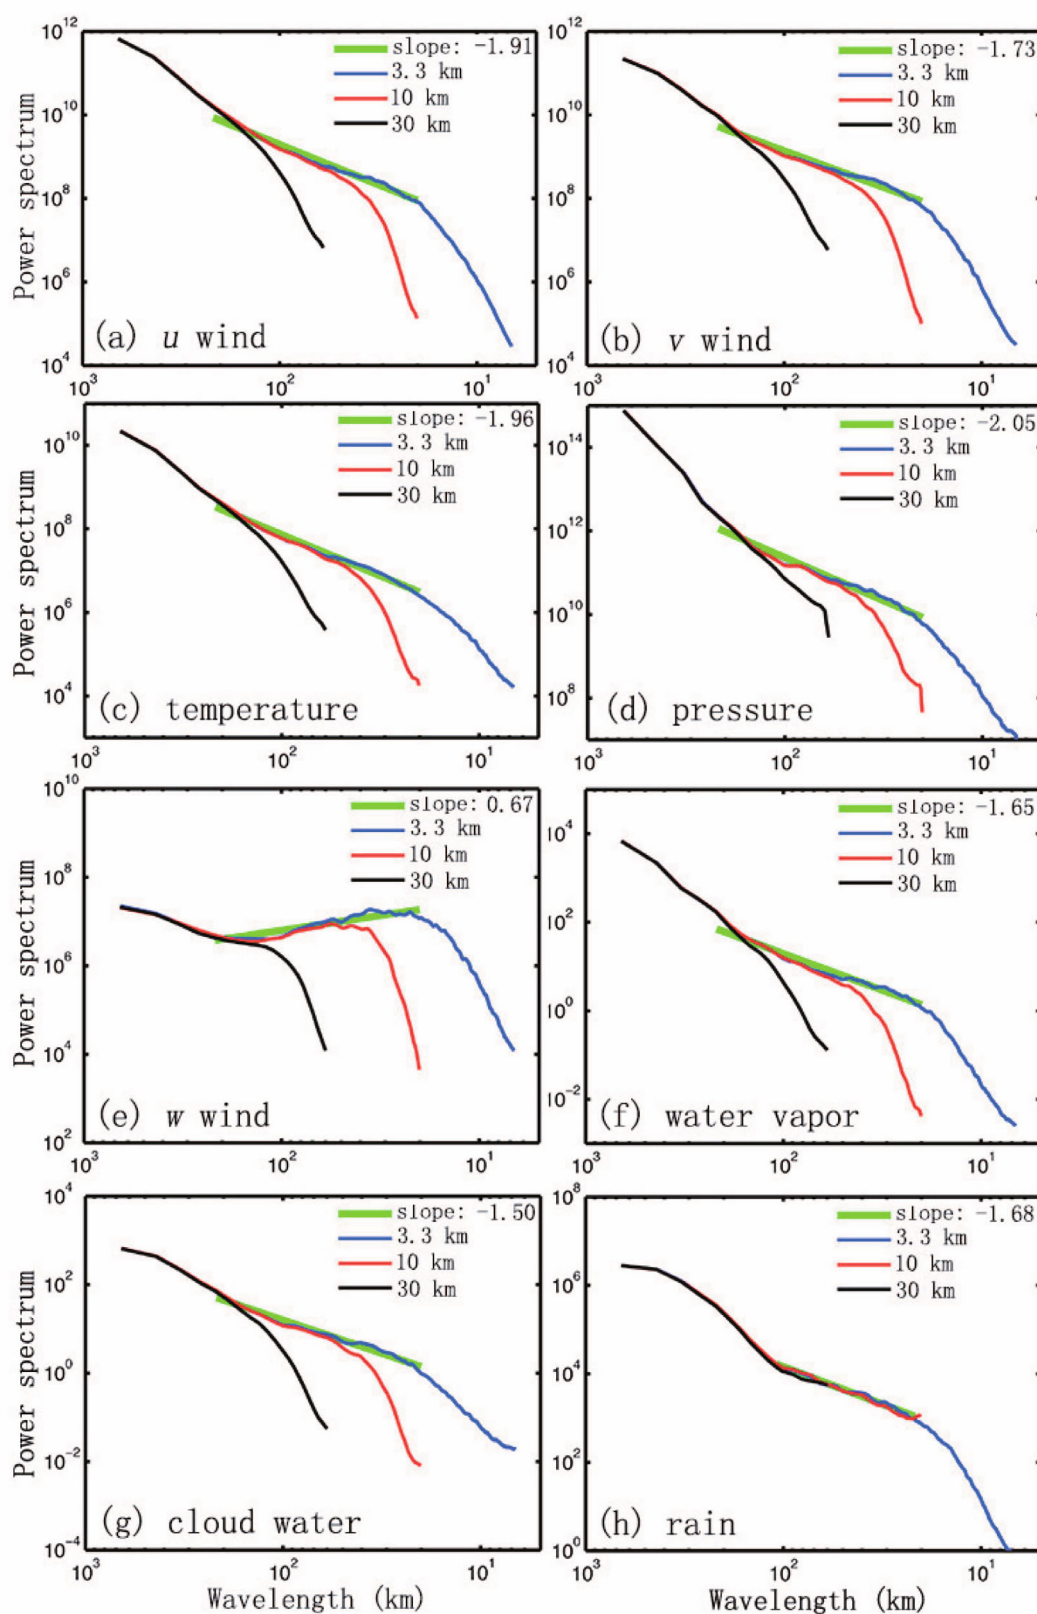 10^12
10^10
10^8
10^6
10^4
Power spectrum
slope: -1.91
3.3 km
10 km
30 km
(a) u wind
10^3
10^2
10^1
10^12
10^10
10^8
10^6
10^4
slope: -1.73
3.3 km
10 km
30 km
(b) v wind
10^3
10^2
10^1
10^10
10^8
10^6
10^4
Power spectrum
slope: -1.96
3.3 km
10 km
30 km
(c) temperature
10^3
10^2
10^1
10^14
10^12
10^10
10^8
slope: -2.05
3.3 km
10 km
30 km
(d) pressure
10^3
10^2
10^1
10^10
10^8
10^6
10^4
10^2
Power spectrum
slope: 0.67
3.3 km
10 km
30 km
(e) w wind
10^3
10^2
10^1
10^4
10^2
10^0
10^-2
slope: -1.65
3.3 km
10 km
30 km
(f) water vapor
10^3
10^2
10^1
10^4
10^2
10^0
10^-2
10^-4
Power spectrum
slope: -1.50
3.3 km
10 km
30 km
(g) cloud water
10^3
10^2
10^1
Wavelength (km)
10^8
10^6
10^4
10^2
10^0
slope: -1.68
3.3 km
10 km
30 km
(h) rain
10^3
10^2
10^1
Wavelength (km)